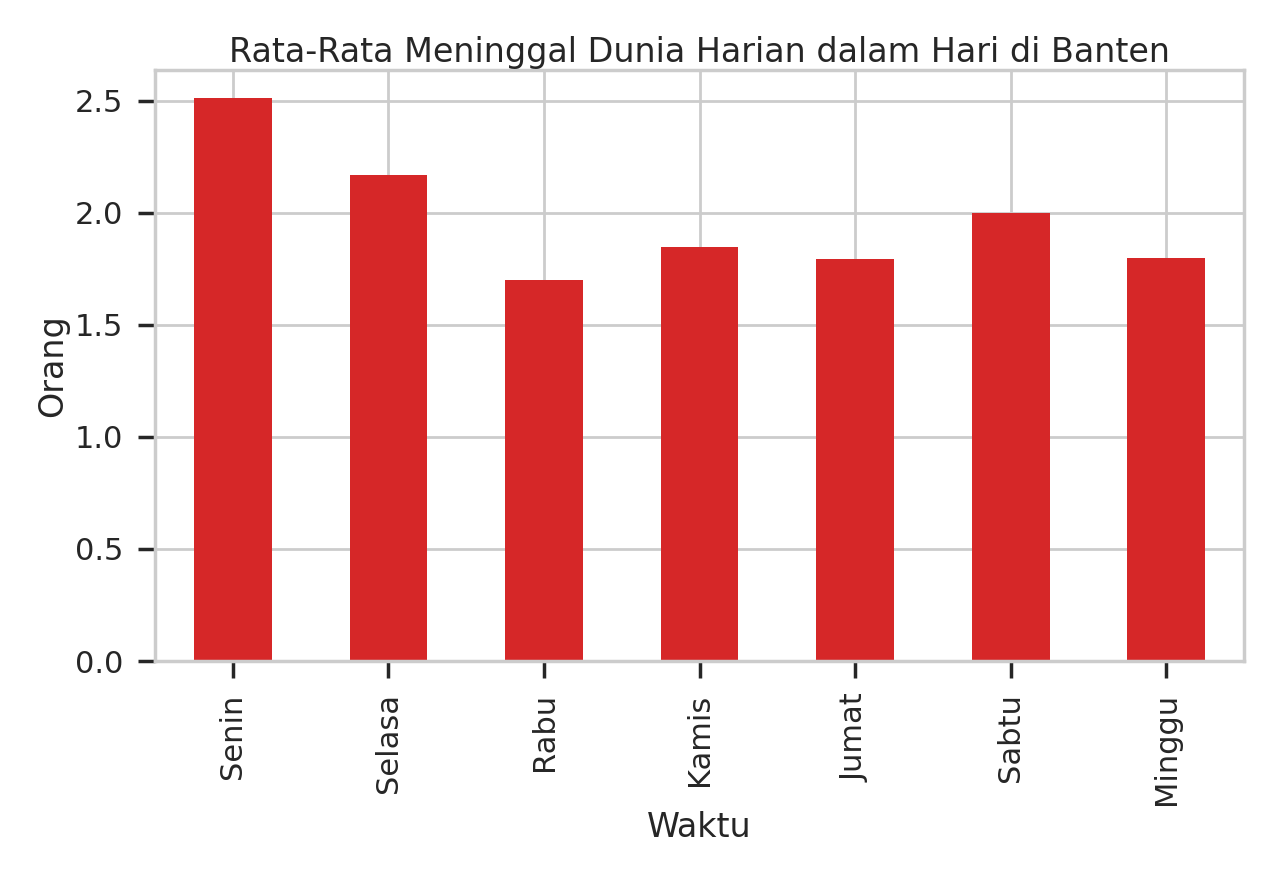 Rata-Rata Meninggal Dunia Harian dalam Hari di Banten
2.5
2.0
1.5
1.0
0.5
0.0
Orang
Senin
Selasa
Rabu
Kamis
Jumat
Sabtu
Minggu
Waktu